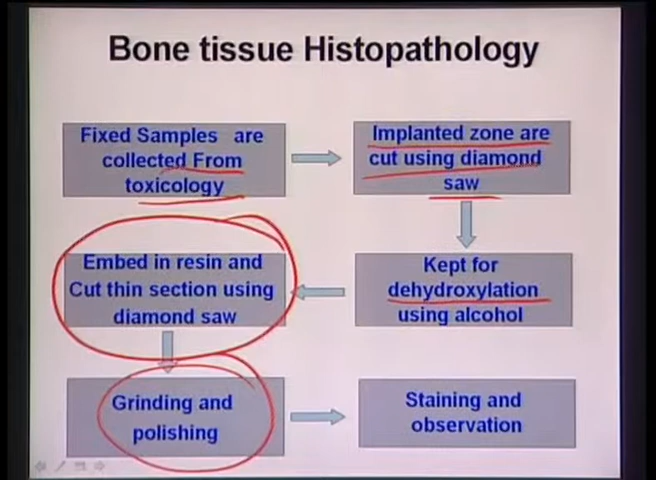 Bone tissue Histopathology
Fixed Samples are
collected From
toxicology
Implanted zone are
cut using diamond
saw
Kept for
dehydroxylation
using alcohol
Embed in resin and
Cut thin section using
diamond saw
Grinding and
polishing
Staining and
observation